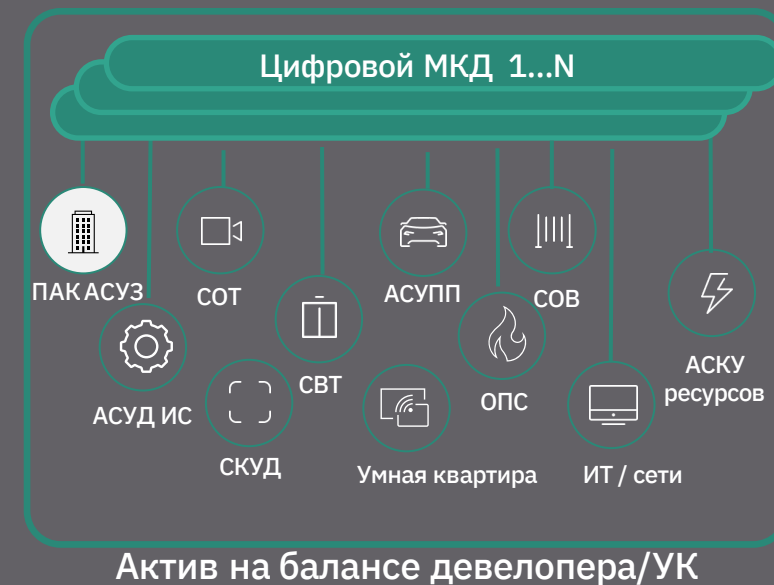 Цифровой МКД 1...N
ПАК АСУЗ
СОТ
АСУПП
СОВ
АСУД ИС
СВТ
ОПС
АСКУ
ресурсов
СКУД
Умная квартира
ИТ / сети
Актив на балансе девелопера/УК